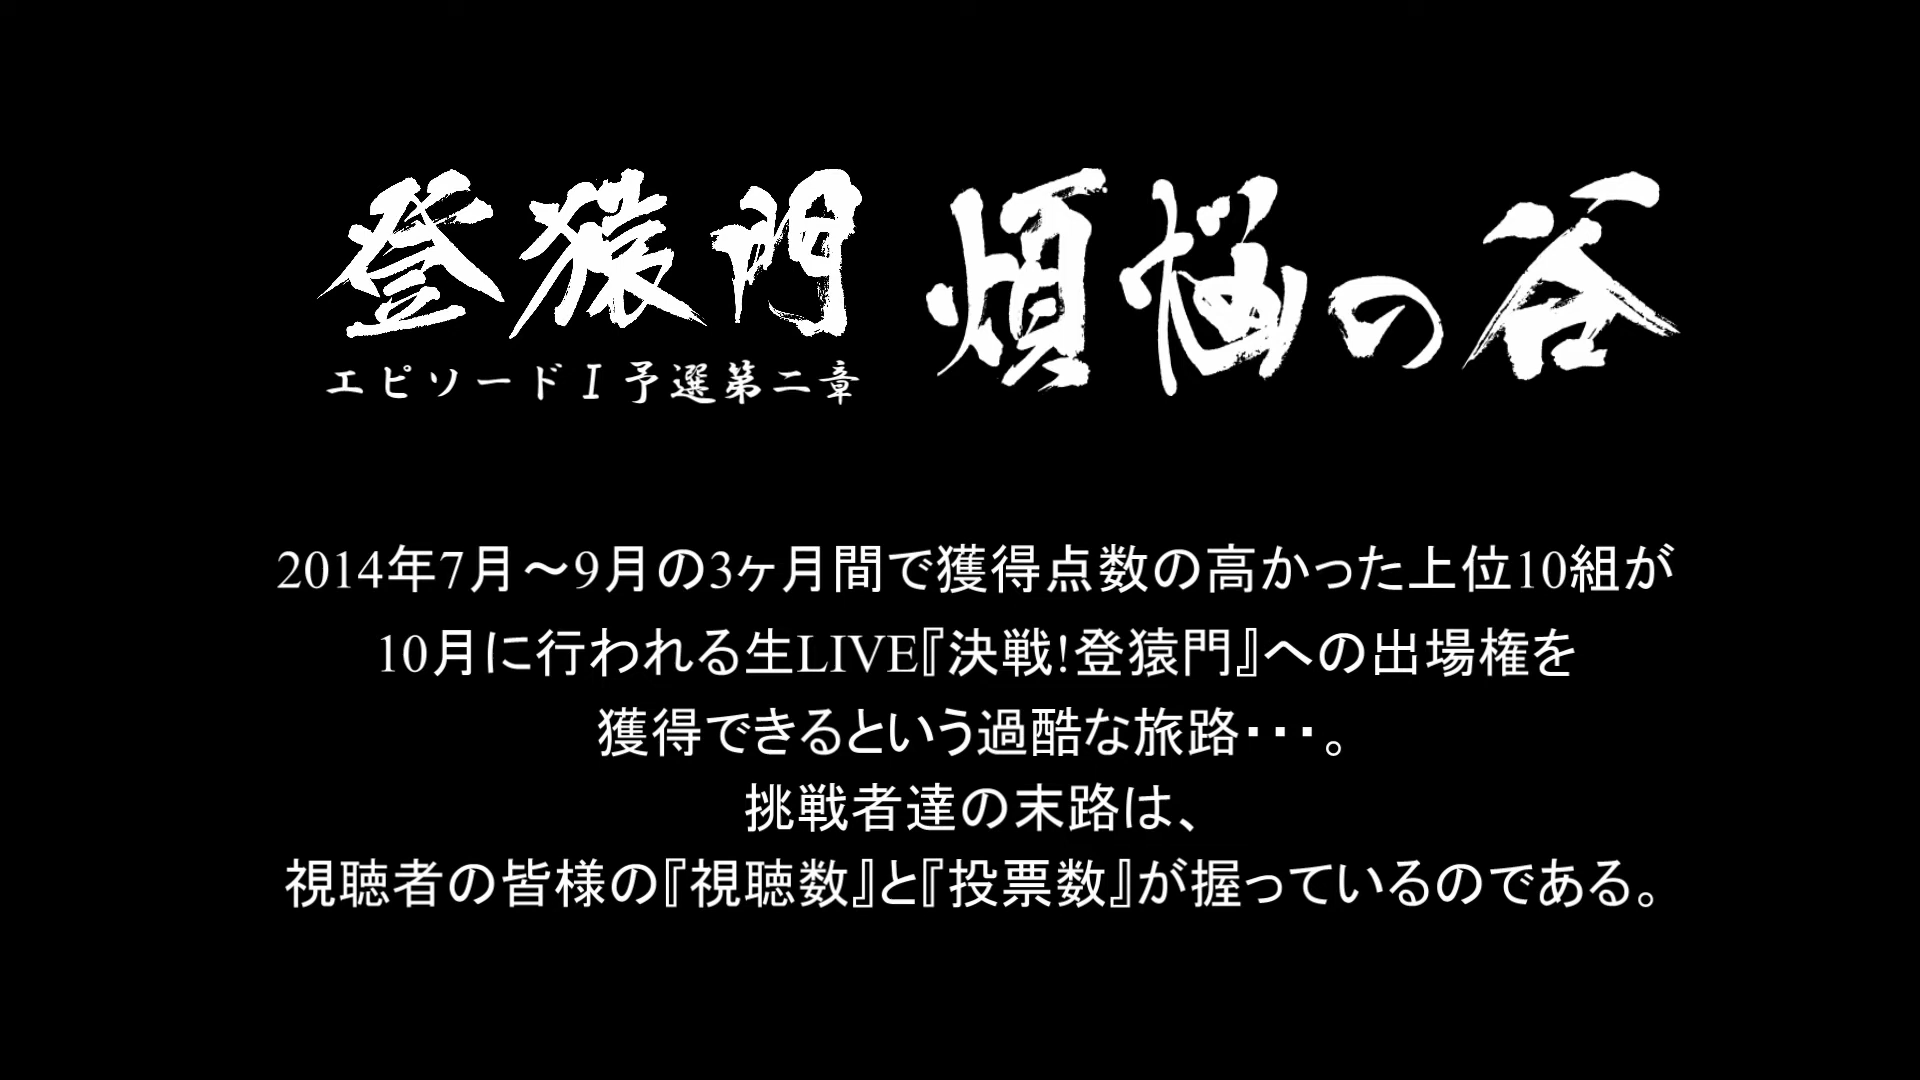 登猿門 煩悩の谷
エピソードⅠ予選第二章
2014年7月～9月の3ヶ月間で獲得点数の高かった上位10組が
10月に行われる生LIVE『決戦!登猿門』への出場権を
獲得できるという過酷な旅路・・・。
挑戦者達の末路は、
視聴者の皆様の『視聴数』と『投票数』が握っているのである。